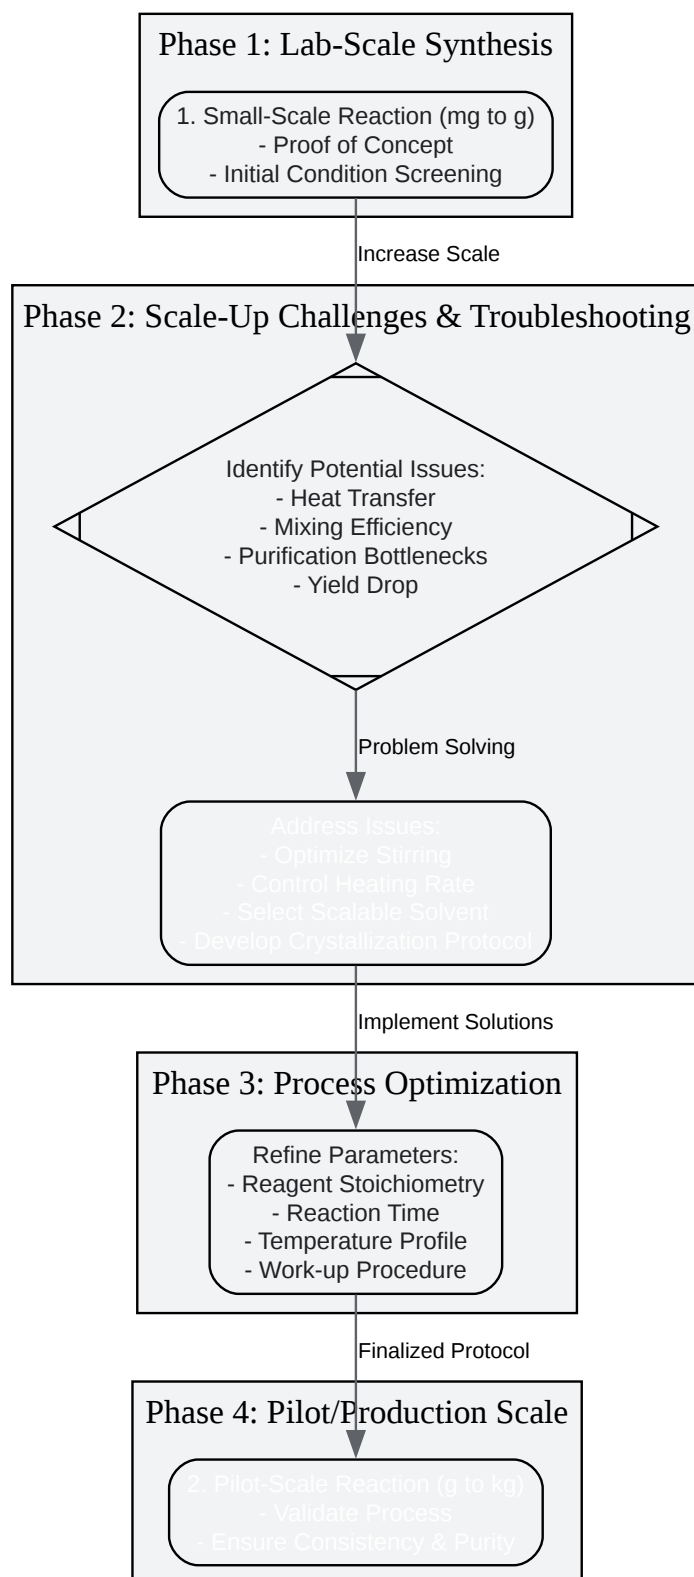 Phase 1: Lab-Scale Synthesis
1. Small-Scale Reaction (mg to g)
- Proof of Concept
- Initial Condition Screening
Increase Scale
Phase 2: Scale-Up Challenges & Troubleshooting
Identify Potential Issues:
- Heat Transfer
- Mixing Efficiency
- Purification Bottlenecks
- Yield Drop
Problem Solving
Address Issues:
- Optimize Stirring
- Control Heating Rate
- Select Scalable Solvent
- Develop Crystallization Protocol
Implement Solutions
Phase 3: Process Optimization
Refine Parameters:
- Reagent Stoichiometry
- Reaction Time
- Temperature Profile
- Work-up Procedure
Finalized Protocol
Phase 4: Pilot/Production Scale
2. Pilot-Scale Reaction (g to kg)
- Validate Process
- Ensure Consistency & Purity